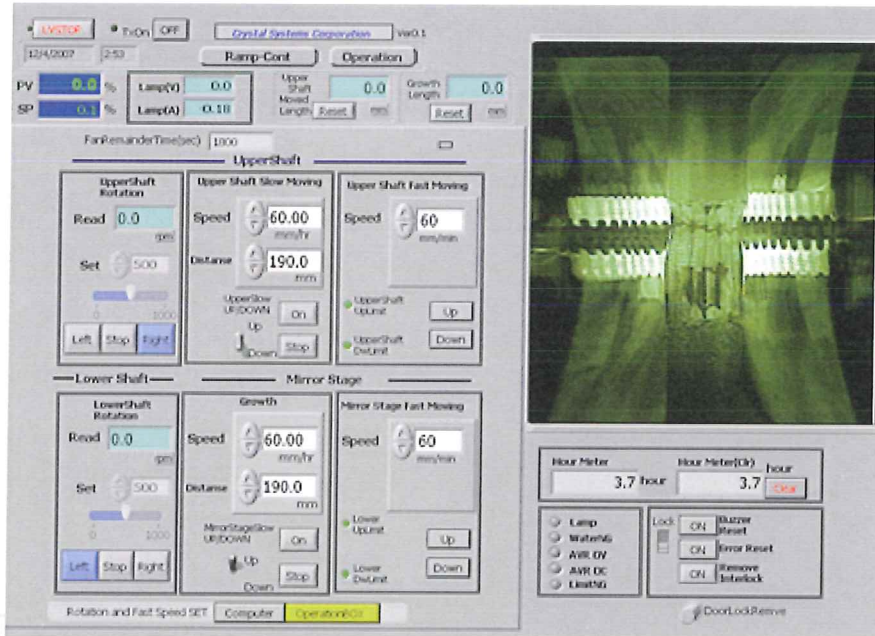 LVSTOP TxOn OFF Crystal Systems Corporation Ver0.1
12/4/2007 2:53 Ramp-Cont Operation
PV 0.0 % Lamp(V) 0.0 Upper Shaft Moved Length 0.0 Reset mm Growth Length 0.0 Reset mm
SP 0.1 % Lamp(A) 0.18
FanRemainderTime(sec) 1800
UpperShaft
UpperShaft Rotation
Read 0.0
rpm
Set 500
0 1000
Left Stop Right
Upper Shaft Slow Moving
Speed 60.00
mm/hr
Distanse 190.0
mm
UpperSlow UP/DOWN On
Up
Down Stop
Upper Shaft Fast Moving
Speed 60
mm/min
UpperShaft UpLimit Up
UpperShaft DwLimit Down
Lower Shaft
Mirror Stage
LowerShaft Rotation
Read 0.0
rpm
Set 500
0 1000
Left Stop Right
Growth
Speed 60.00
mm/hr
Distanse 190.0
mm
MirrorStageSlow UP/DOWN On
Up
Down Stop
Mirror Stage Fast Moving
Speed 60
mm/min
Lower UpLimit Up
Lower DwLimit Down
Rotation and Fast Speed SET Computer OperationBOX
Hour Meter
3.7 hour
Hour Meter(Clr) hour
3.7 Clear
Lamp
WaterNG
AVR OV
AVR OC
LimitNG
Lock ON Buzzer Reset
ON Error Reset
ON Remove Interlock
DoorLockRemve